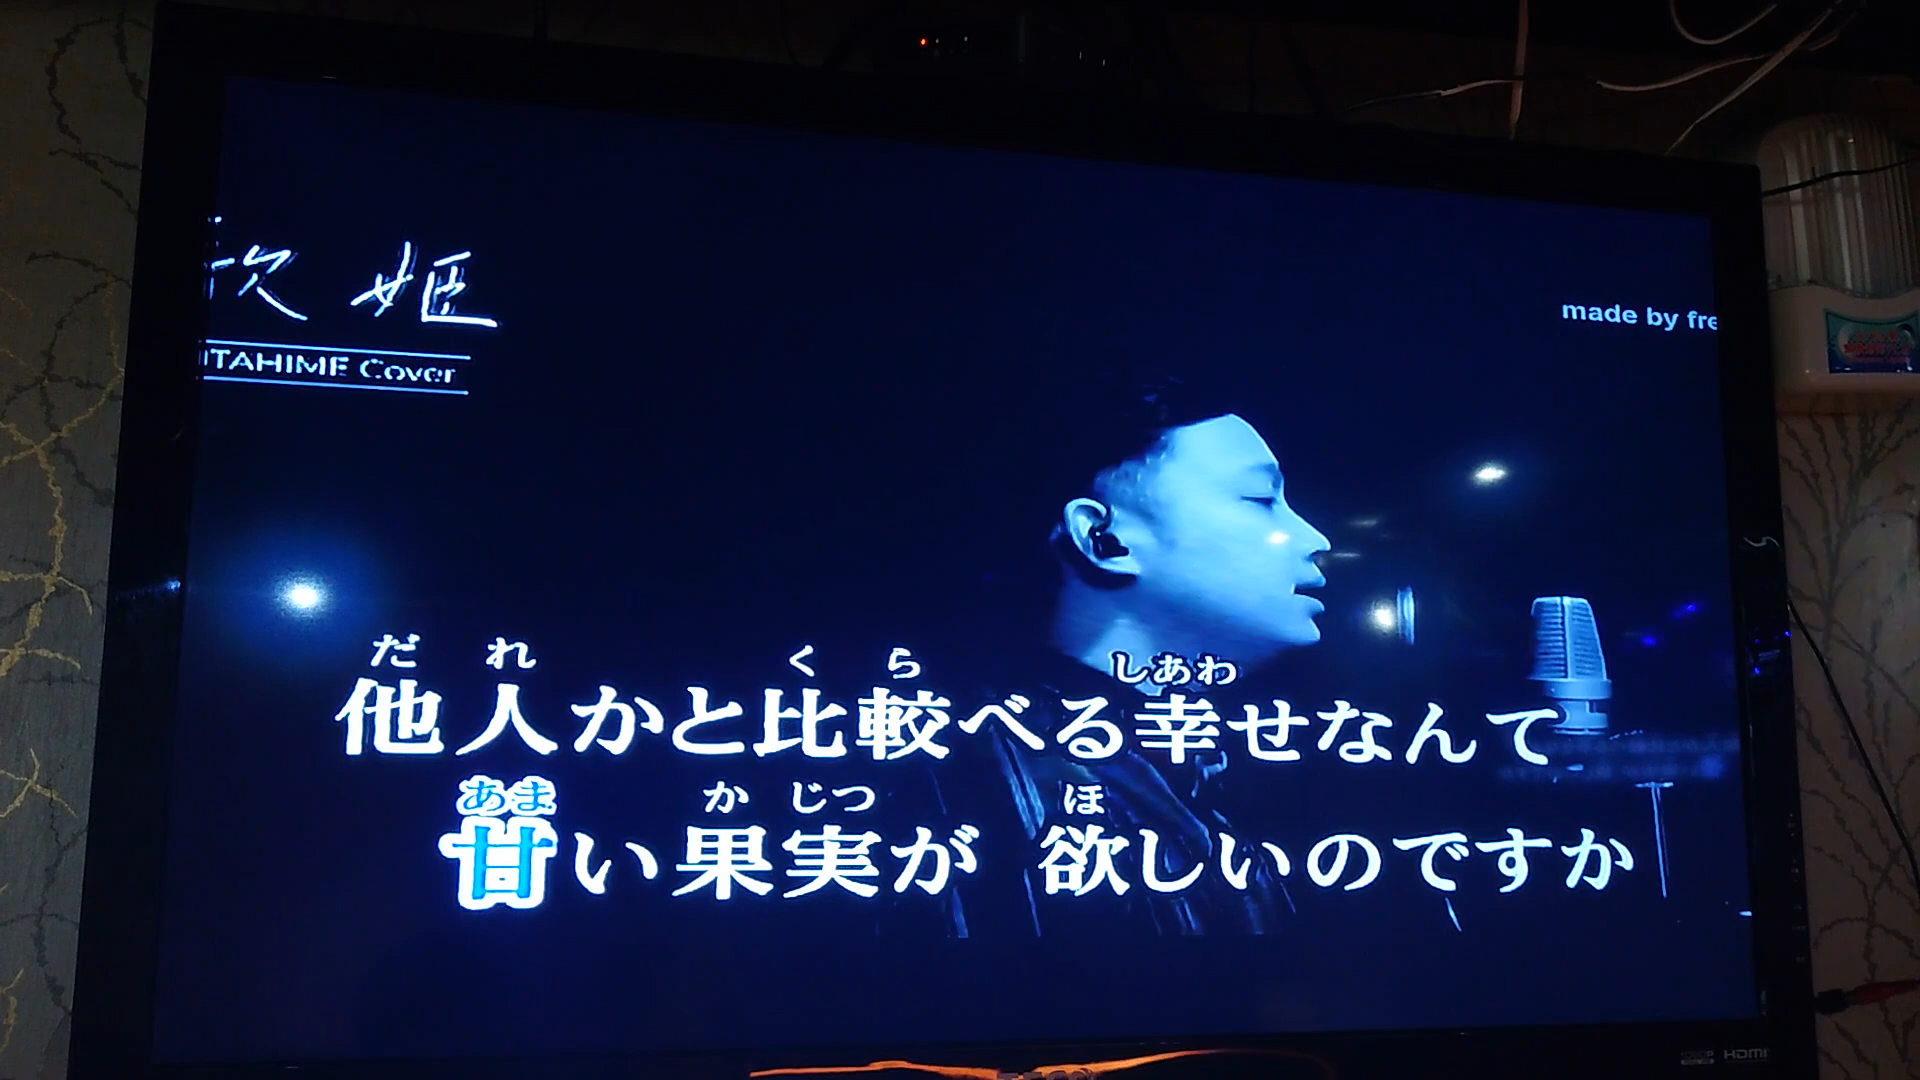 歌姫
UTAHIME Cover
made by fre
だれ くら しあわ
他人かと比較べる幸せなんて
あま かじつ ほ
甘い果実が 欲しいのですか
HDMI